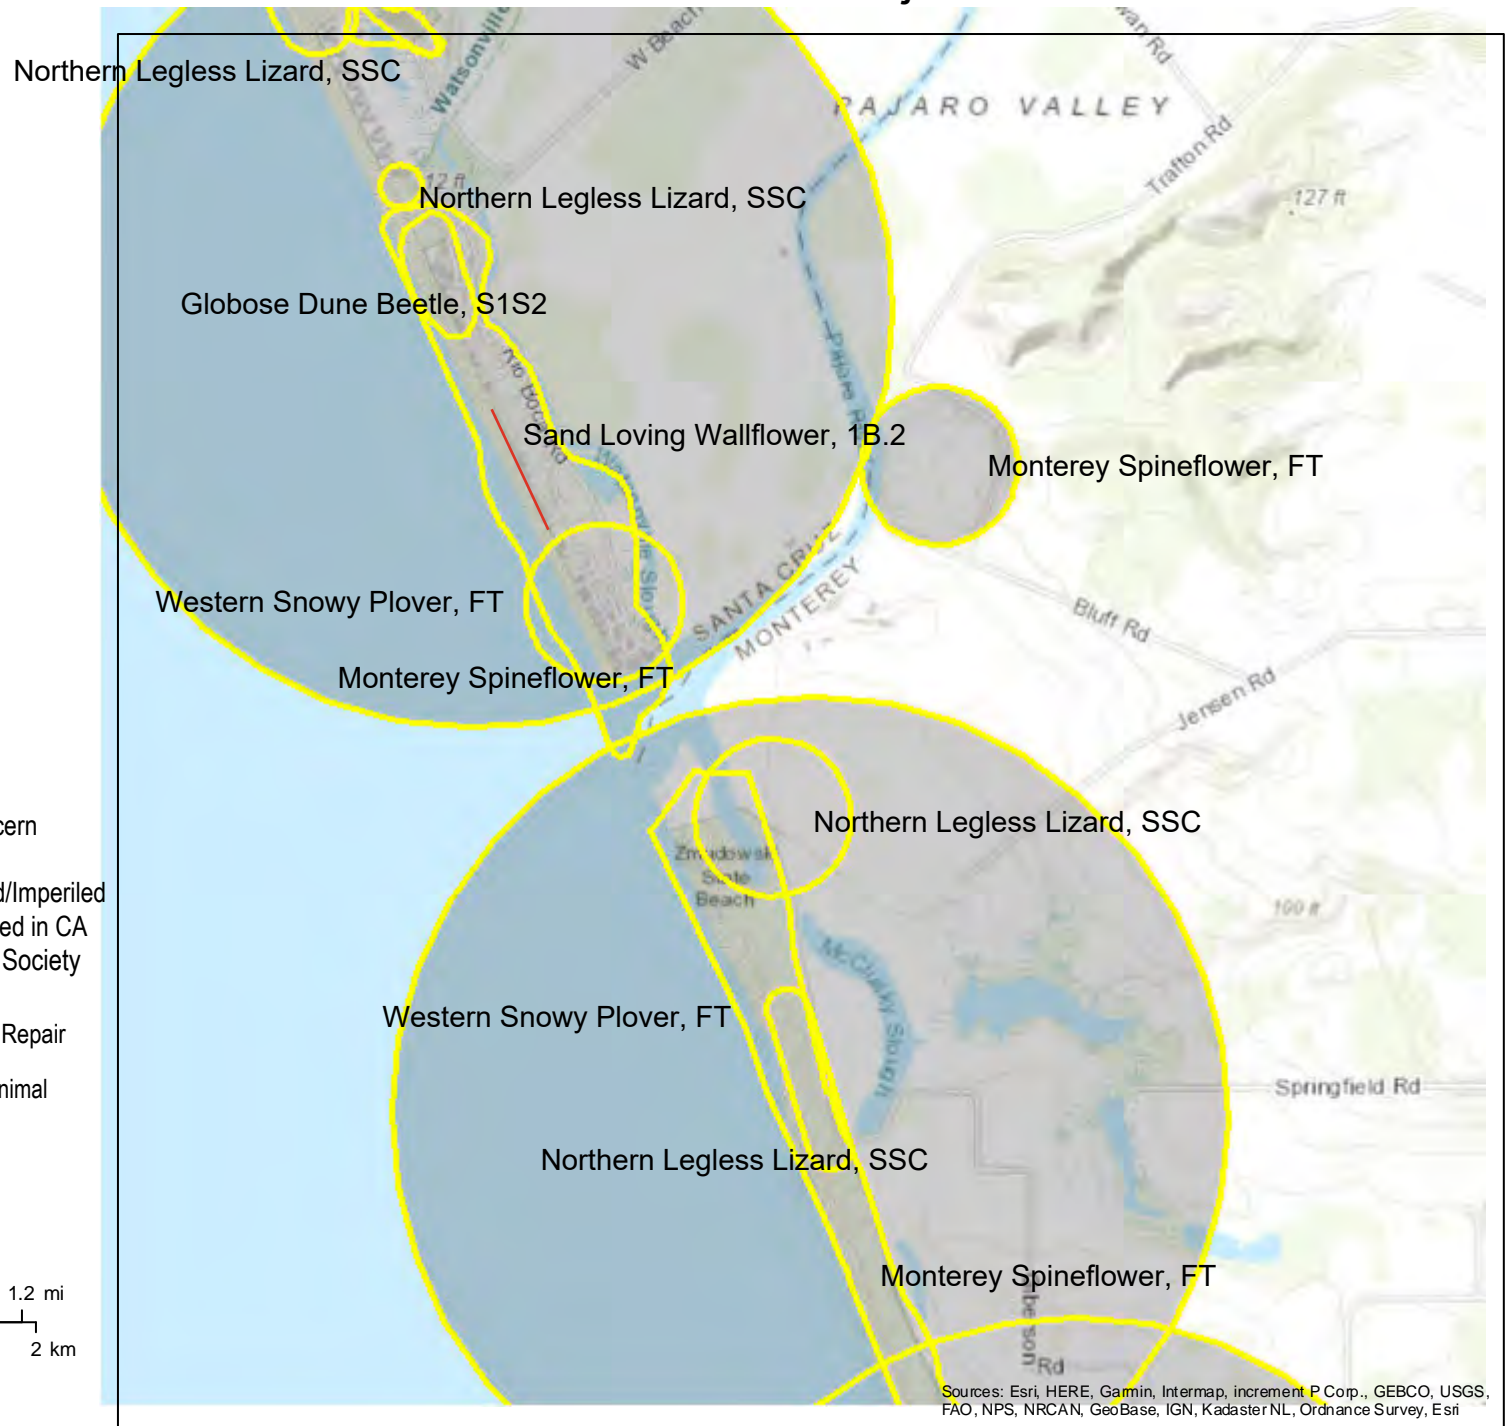 Watsonville
W Beach
Northern Legless Lizard, SSC
PAJARO VALLEY
Trafton Rd
127 ft
12 ft
Northern Legless Lizard, SSC
Globose Dune Beetle, S1S2
Rio Boca Rd
Sand Loving Wallflower, 1B.2
Monterey Spineflower, FT
Watsonville Slough
SANTA CRUZ
MONTEREY
Western Snowy Plover, FT
Bluff Rd
Monterey Spineflower, FT
Jensen Rd
Northern Legless Lizard, SSC
cern
Zmudowski
State
Beach
d/Imperiled
100 ft
ed in CA
Society
McClusky Slough
Western Snowy Plover, FT
Repair
nimal
Springfield Rd
Northern Legless Lizard, SSC
Monterey Spineflower, FT
1.2 mi
2 km
berson Rd
Sources: Esri, HERE, Garmin, Intermap, increment P Corp., GEBCO, USGS,
FAO, NPS, NRCAN, GeoBase, IGN, Kadaster NL, Ordnance Survey, Esri